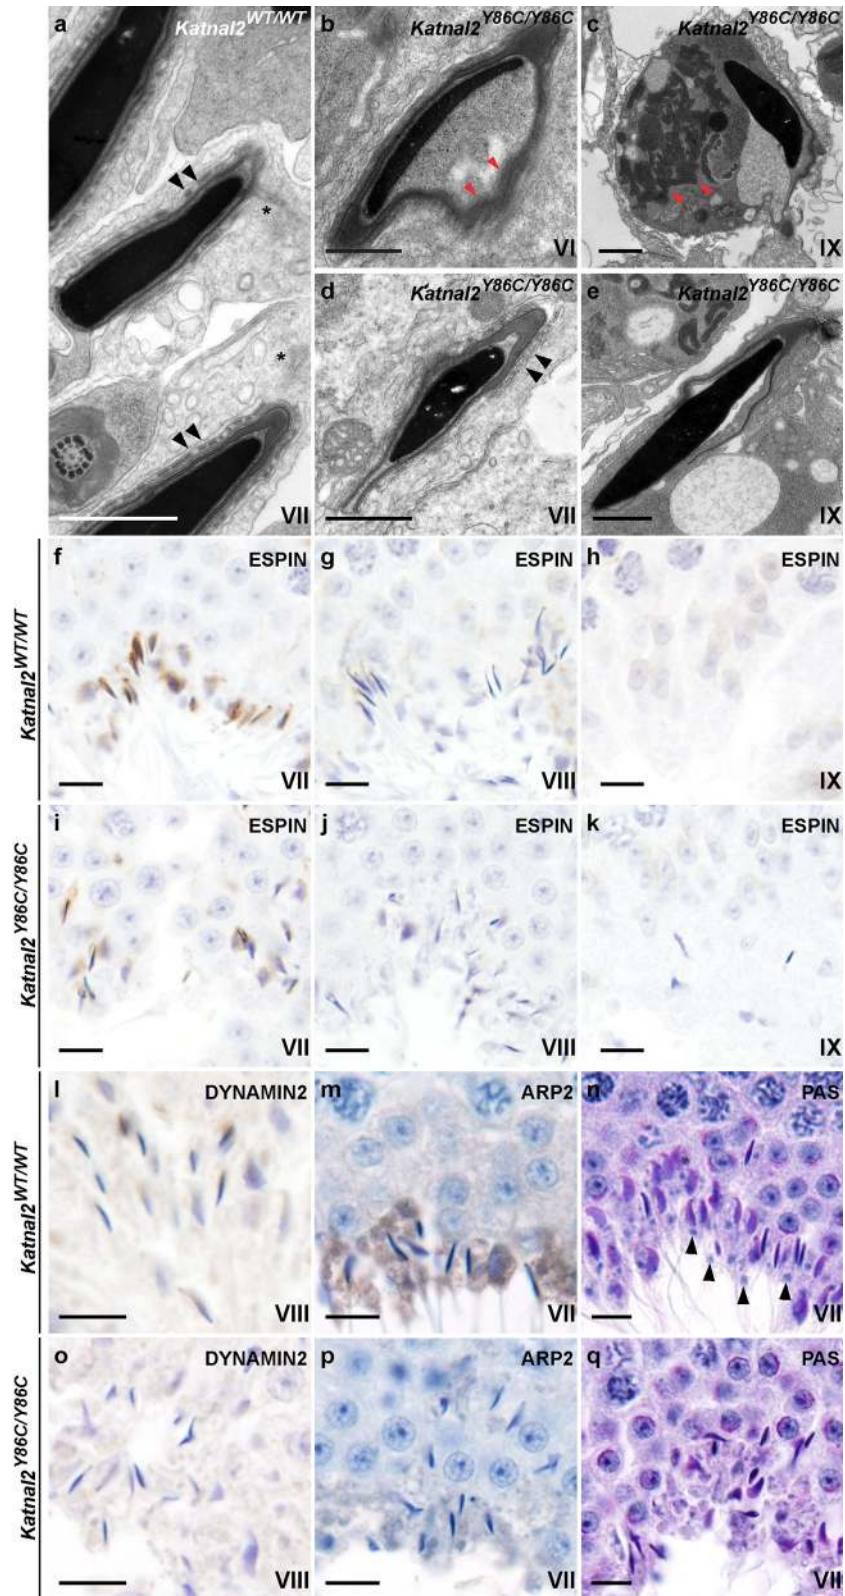 a Katnal2WT/WT VII
b Katnal2Y86C/Y86C VI
c Katnal2Y86C/Y86C IX
* *
d Katnal2Y86C/Y86C VII
e Katnal2Y86C/Y86C IX
Katnal2WT/WT
f ESPIN VII
g ESPIN VIII
h ESPIN IX
Katnal2Y86C/Y86C
i ESPIN VII
j ESPIN VIII
k ESPIN IX
Katnal2WT/WT
l DYNAMIN2 VIII
m ARP2 VII
n PAS VII
Katnal2Y86C/Y86C
o DYNAMIN2 VIII
p ARP2 VII
q PAS VII